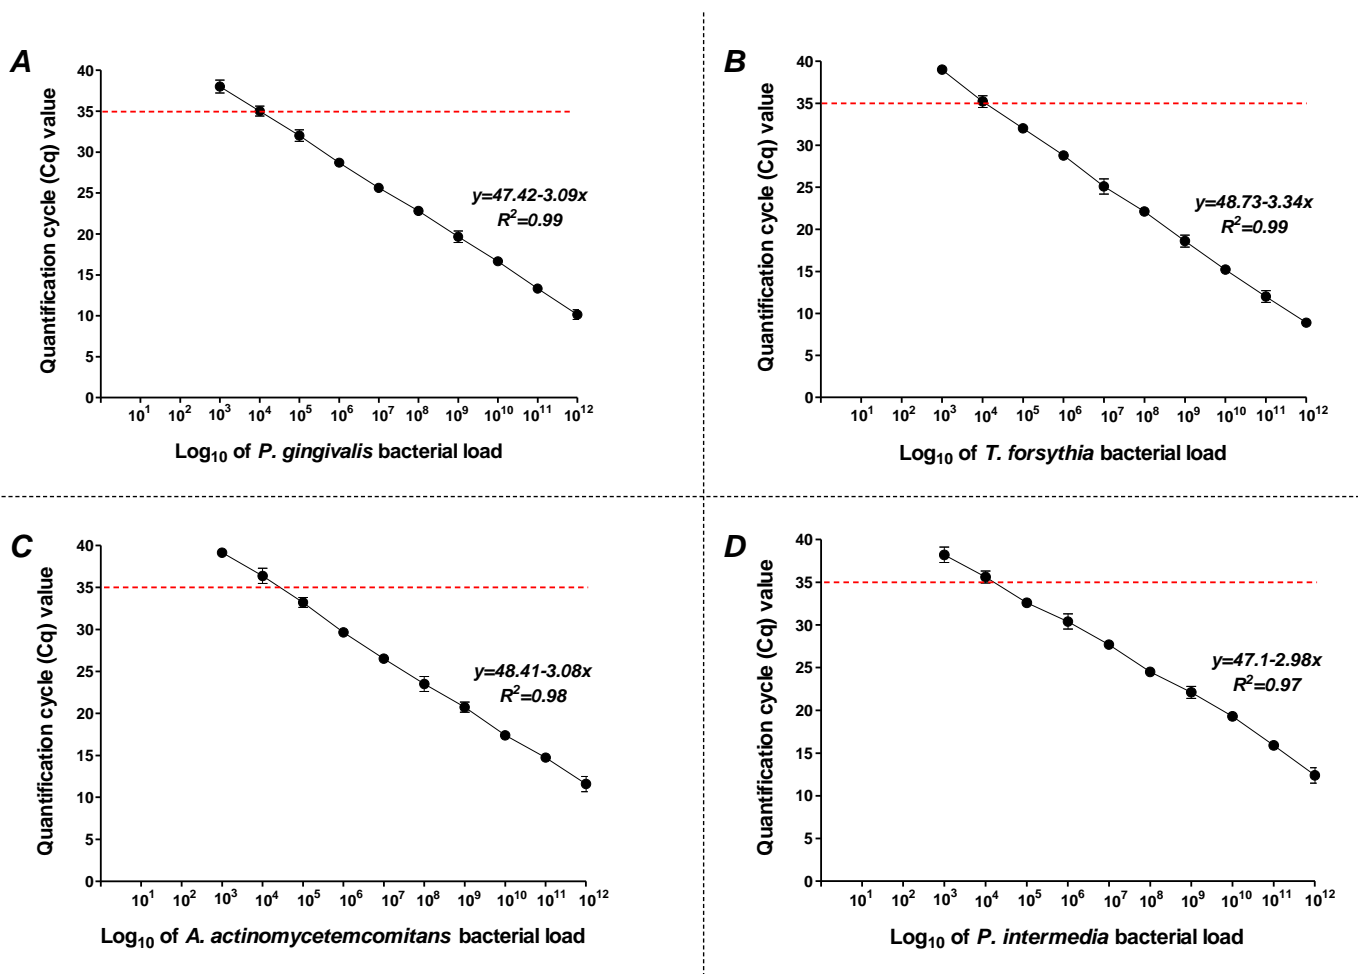 A
Quantification cycle (Cq) value
40
35
30
25
20
15
10
5
0
y=47.42-3.09x
R²=0.99
10¹ 10² 10³ 10⁴ 10⁵ 10⁶ 10⁷ 10⁸ 10⁹ 10¹⁰ 10¹¹ 10¹²
Log₁₀ of P. gingivalis bacterial load
B
Quantification cycle (Cq) value
40
35
30
25
20
15
10
5
0
y=48.73-3.34x
R²=0.99
10¹ 10² 10³ 10⁴ 10⁵ 10⁶ 10⁷ 10⁸ 10⁹ 10¹⁰ 10¹¹ 10¹²
Log₁₀ of T. forsythia bacterial load
C
Quantification cycle (Cq) value
40
35
30
25
20
15
10
5
0
y=48.41-3.08x
R²=0.98
10¹ 10² 10³ 10⁴ 10⁵ 10⁶ 10⁷ 10⁸ 10⁹ 10¹⁰ 10¹¹ 10¹²
Log₁₀ of A. actinomycetemcomitans bacterial load
D
Quantification cycle (Cq) value
40
35
30
25
20
15
10
5
0
y=47.1-2.98x
R²=0.97
10¹ 10² 10³ 10⁴ 10⁵ 10⁶ 10⁷ 10⁸ 10⁹ 10¹⁰ 10¹¹ 10¹²
Log₁₀ of P. intermedia bacterial load